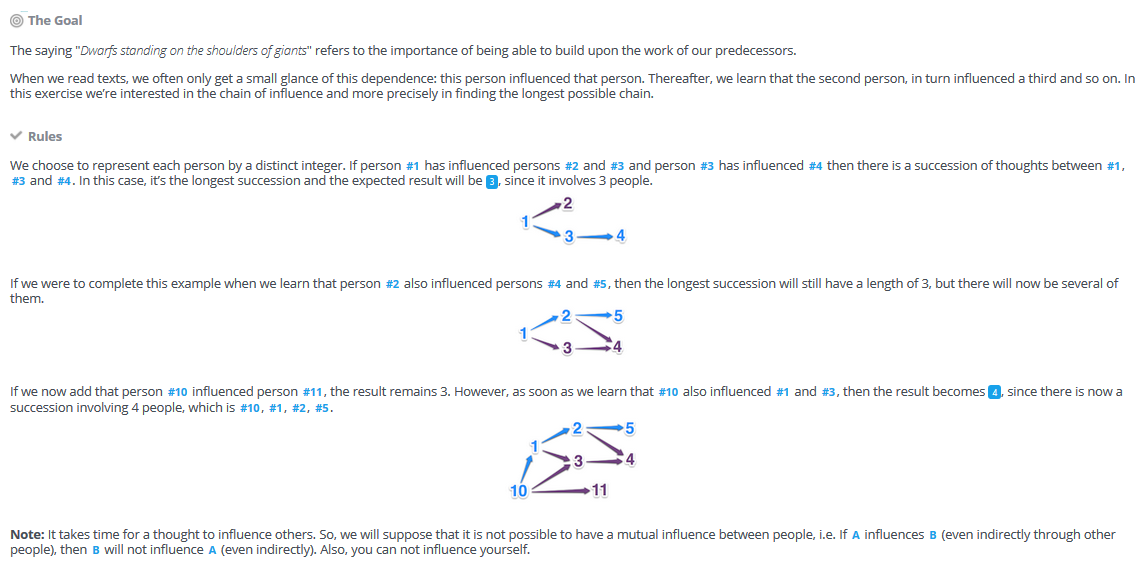 The Goal
The saying "Dwarfs standing on the shoulders of giants" refers to the importance of being able to build upon the work of our predecessors.
When we read texts, we often only get a small glance of this dependence: this person influenced that person. Thereafter, we learn that the second person, in turn influenced a third and so on. In
this exercise we're interested in the chain of influence and more precisely in finding the longest possible chain.
Rules
We choose to represent each person by a distinct integer. If person #1 has influenced persons #2 and #3 and person #3 has influenced #4 then there is a succession of thoughts between #1,
#3 and #4. In this case, it's the longest succession and the expected result will be 3, since it involves 3 people.
2
1
3 4
If we were to complete this example when we learn that person #2 also influenced persons #4 and #5, then the longest succession will still have a length of 3, but there will now be several of
them.
2 5
1
3 4
If we now add that person #10 influenced person #11, the result remains 3. However, as soon as we learn that #10 also influenced #1 and #3, then the result becomes 4, since there is now a
succession involving 4 people, which is #10, #1, #2, #5.
2 5
1
3 4
10 11
Note: It takes time for a thought to influence others. So, we will suppose that it is not possible to have a mutual influence between people, i.e. If A influences B (even indirectly through other
people), then B will not influence A (even indirectly). Also, you can not influence yourself.